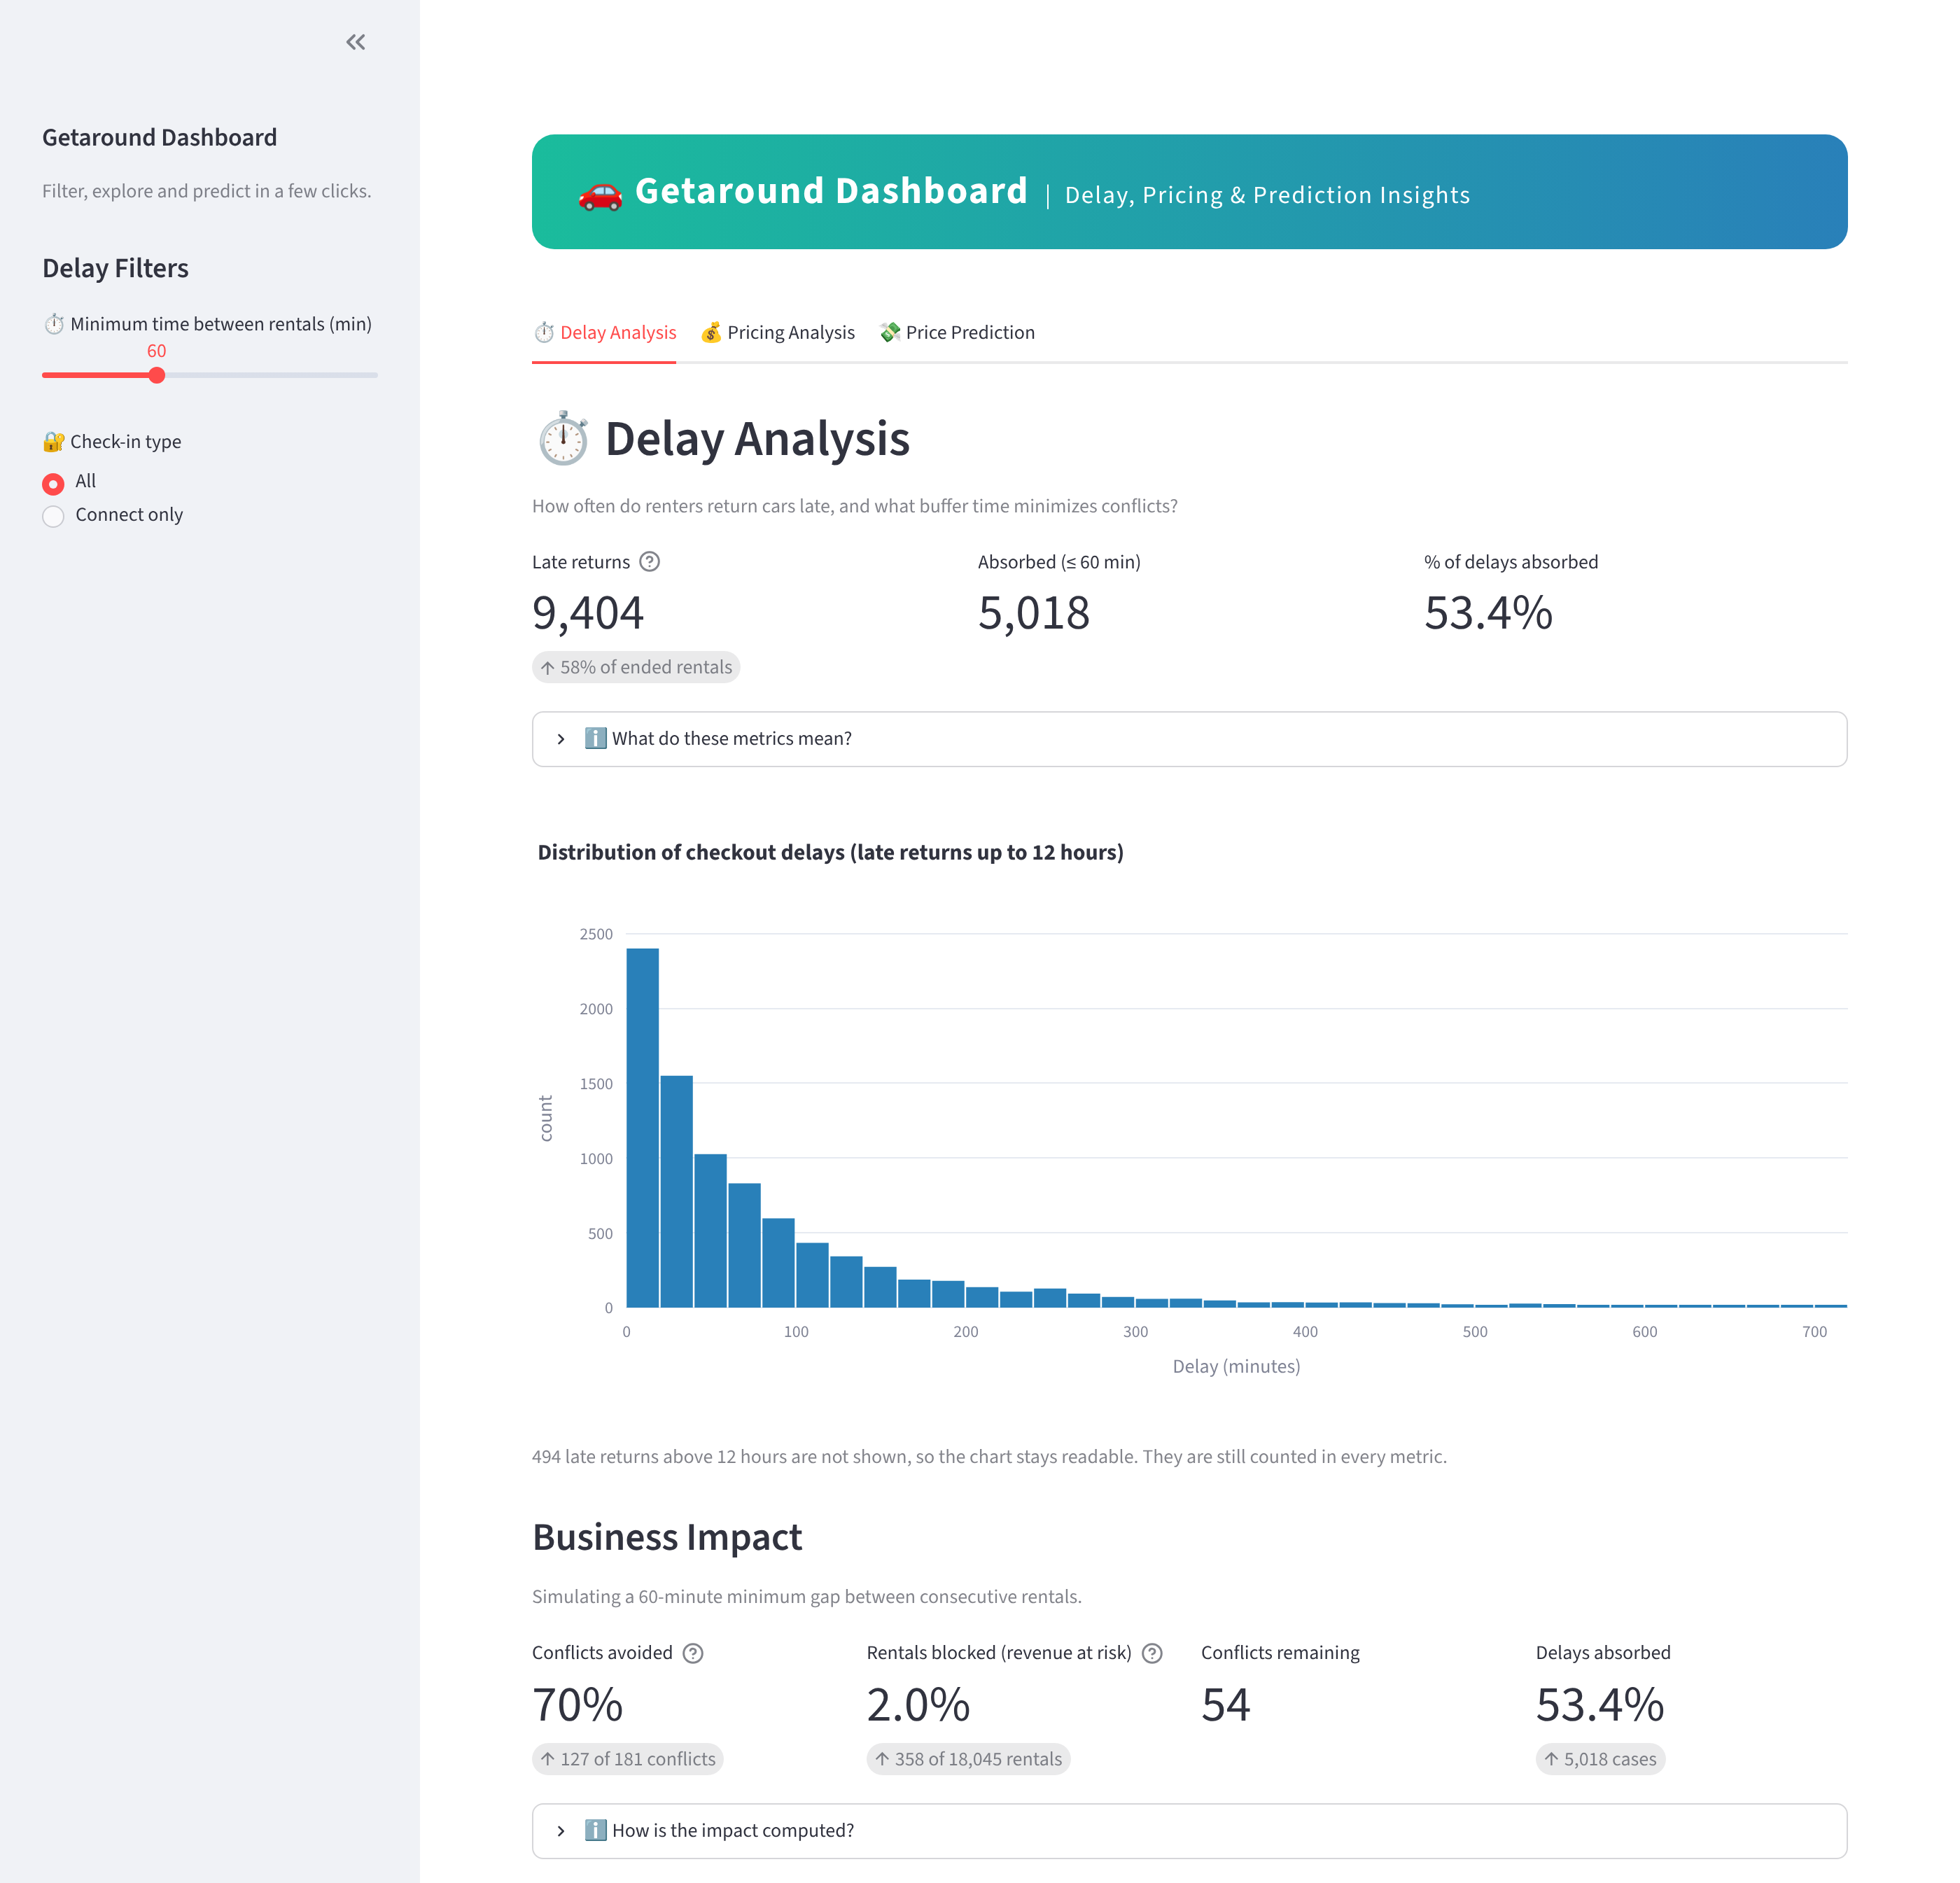 Getaround Dashboard
Filter, explore and predict in a few clicks.
Delay Filters
⏱️ Minimum time between rentals (min)
60
🔐 Check-in type
All
Connect only
🚗 Getaround Dashboard | Delay, Pricing & Prediction Insights
⏱️ Delay Analysis 💰 Pricing Analysis 💸 Price Prediction
⏱️ Delay Analysis
How often do renters return cars late, and what buffer time minimizes conflicts?
Late returns Absorbed (≤ 60 min) % of delays absorbed
9,404 5,018 53.4%
↑ 58% of ended rentals
ℹ️ What do these metrics mean?
Distribution of checkout delays (late returns up to 12 hours)
2500
2000
1500
1000
500
0
count
0 100 200 300 400 500 600 700
Delay (minutes)
494 late returns above 12 hours are not shown, so the chart stays readable. They are still counted in every metric.
Business Impact
Simulating a 60-minute minimum gap between consecutive rentals.
Conflicts avoided Rentals blocked (revenue at risk) Conflicts remaining Delays absorbed
70% 2.0% 54 53.4%
↑ 127 of 181 conflicts ↑ 358 of 18,045 rentals ↑ 5,018 cases
ℹ️ How is the impact computed?